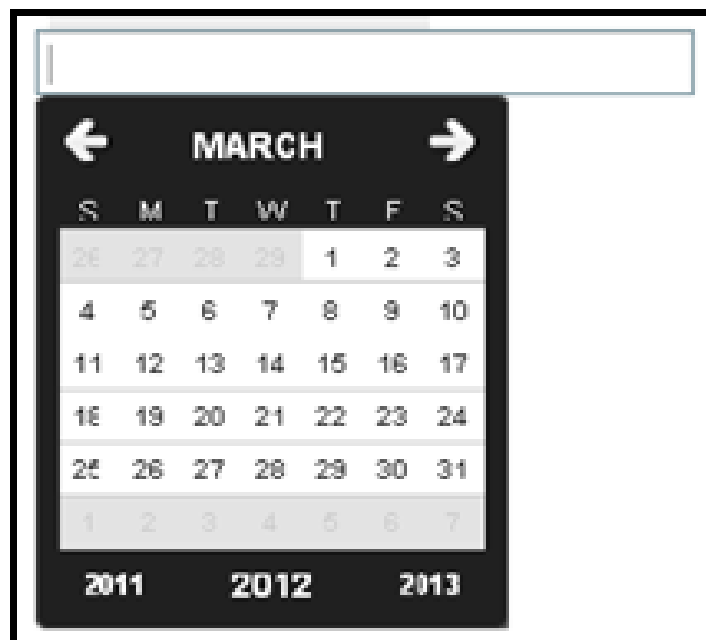 MARCH
S M T W T F S
26 27 28 29 1 2 3
4 5 6 7 8 9 10
11 12 13 14 15 16 17
18 19 20 21 22 23 24
25 26 27 28 29 30 31
1 2 3 4 5 6 7
2011 2012 2013